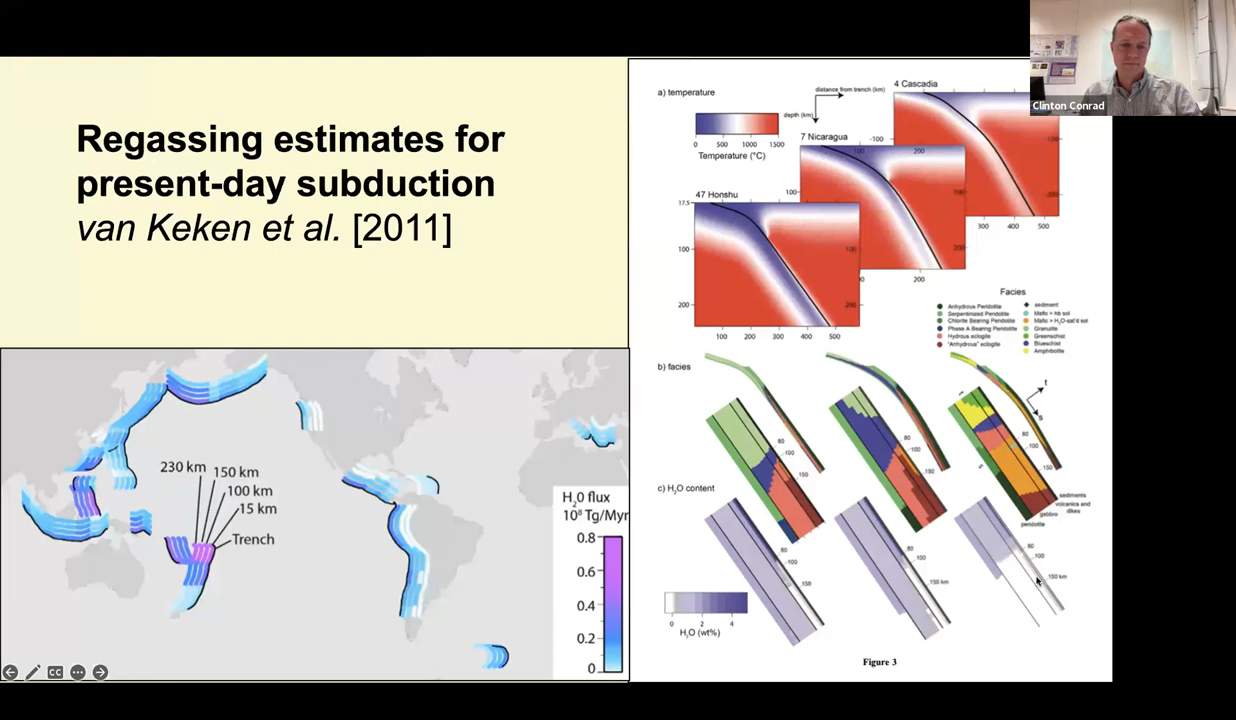 Regassing estimates for
present-day subduction
van Keken et al. [2011]
230 km
150 km
100 km
15 km
Trench
H₂0 flux
10⁸ Tg/Myr
0.8
0.6
0.4
0.2
0
CC
a) temperature
0 500 1000 1500
Temperature (°C)
distance from trench (km)
depth (km)
4 Cascadia
-100
300 400 500
7 Nicaragua
100
200
100
200
200
47 Honshu
17.5
100
200
100 200 300 400 500
Facies
Anhydrous Peridotite
Serpentinized Peridotite
Chlorite Bearing Peridotite
Phase A Bearing Peridotite
Hydrous eclogite
"Anhydrous" eclogite
sediment
Mafic > hb sol
Mafic > H₂O-sat'd sol
Granulite
Greenschist
Blueschist
Amphibolite
b) facies
t
s
80
100
150
80
100
150
80
100
150
sediments
volcanics and
dikes
gabbro
peridotite
c) H₂O content
80
100
150
80
100
150 km
80
100
150 km
0 2 4
H₂O (wt%)
Figure 3
Clinton Conrad